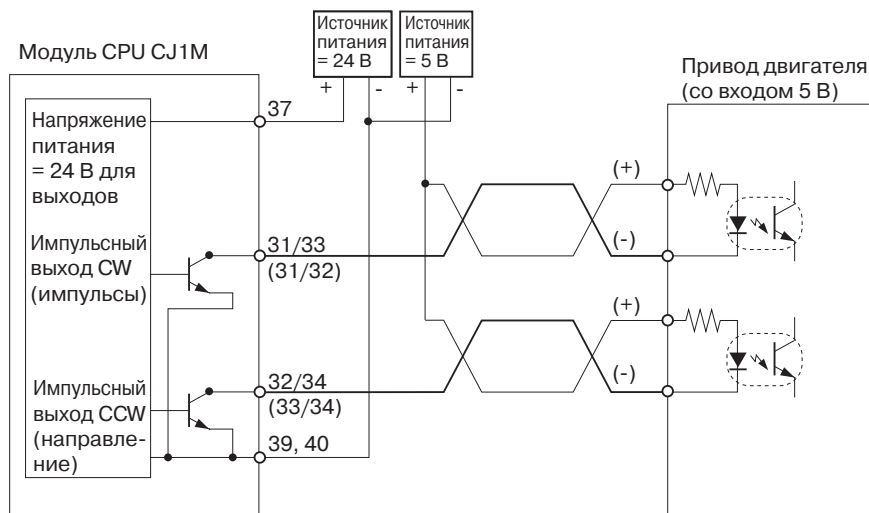 Модуль CPU CJ1M
Источник
питания
= 24 В
+ -
Источник
питания
= 5 В
+ -
Привод двигателя
(со входом 5 В)
Напряжение
питания
= 24 В для
выходов
37
Импульсный
выход CW
(импульсы)
31/33
(31/32)
(+)
(-)
Импульсный
выход CCW
(направле-
ние)
32/34
(33/34)
39, 40
(+)
(-)